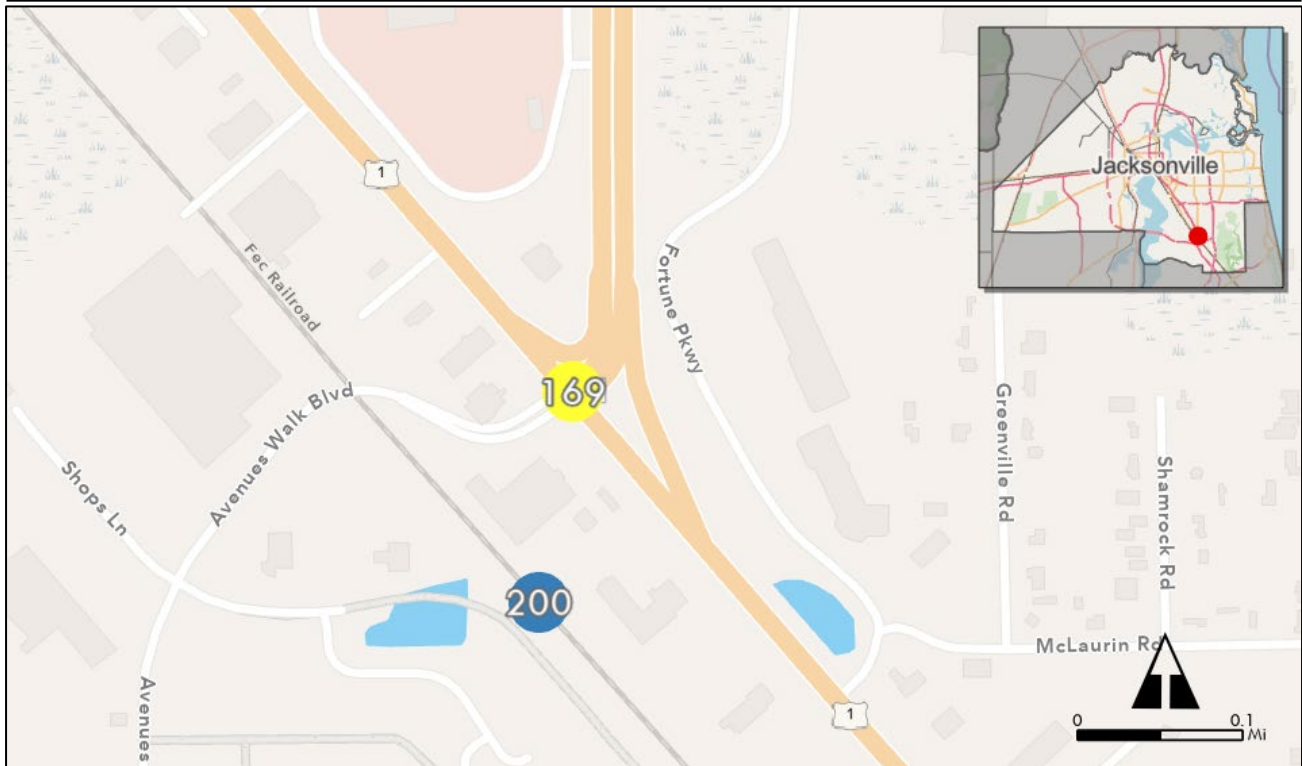 Jacksonville
1
Fec Railroad
Fortune Pkwy
169
Avenues Walk Blvd
Greenville Rd
Shamrock Rd
Shops Ln
200
McLaurin Rd
Avenues
1
0 0.1
Mi